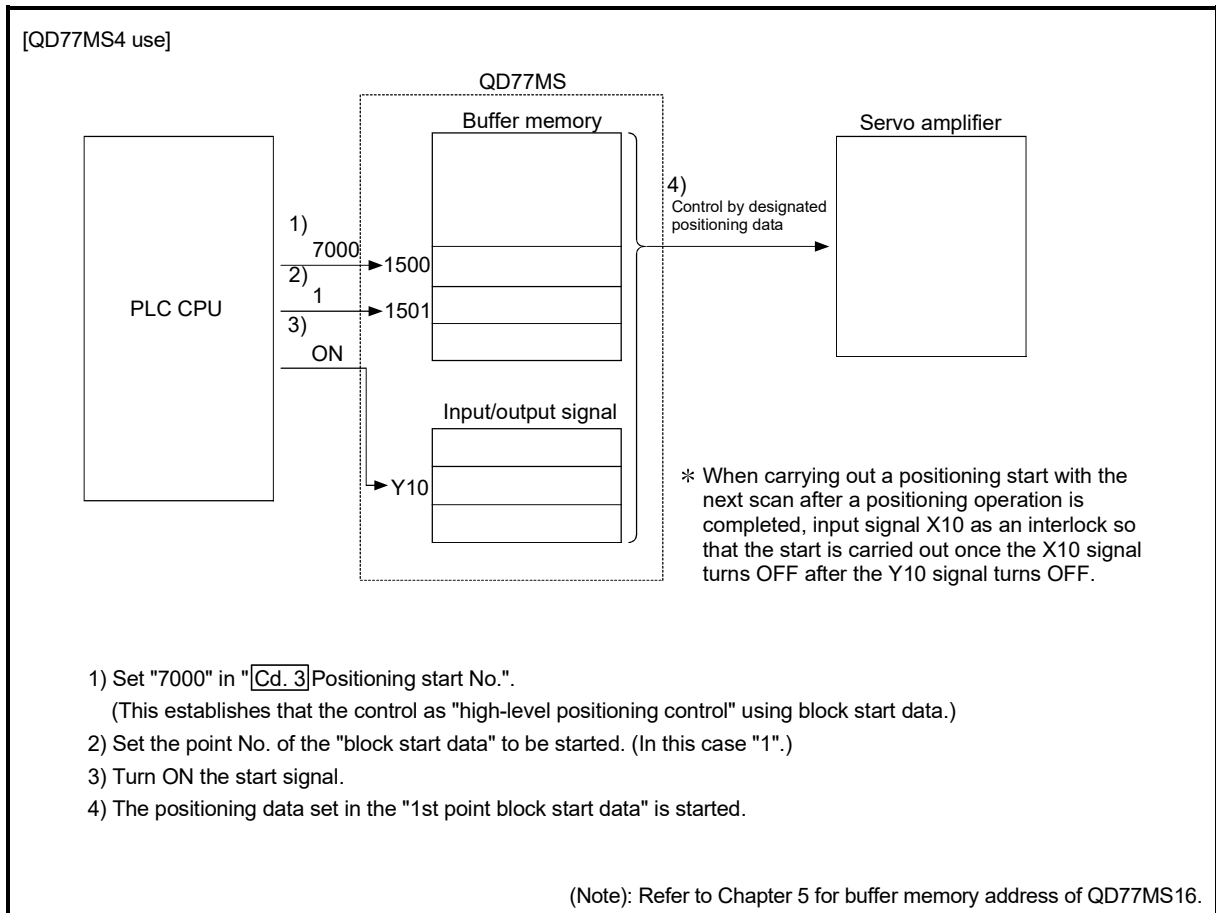 [QD77MS4 use]
QD77MS
Buffer memory
Servo amplifier
4)
Control by designated
positioning data
1)
7000
1500
2)
1
1501
PLC CPU
3)
ON
Input/output signal
Y10
* When carrying out a positioning start with the
next scan after a positioning operation is
completed, input signal X10 as an interlock so
that the start is carried out once the X10 signal
turns OFF after the Y10 signal turns OFF.
1) Set "7000" in "Cd. 3 Positioning start No.".
(This establishes that the control as "high-level positioning control" using block start data.)
2) Set the point No. of the "block start data" to be started. (In this case "1".)
3) Turn ON the start signal.
4) The positioning data set in the "1st point block start data" is started.
(Note): Refer to Chapter 5 for buffer memory address of QD77MS16.